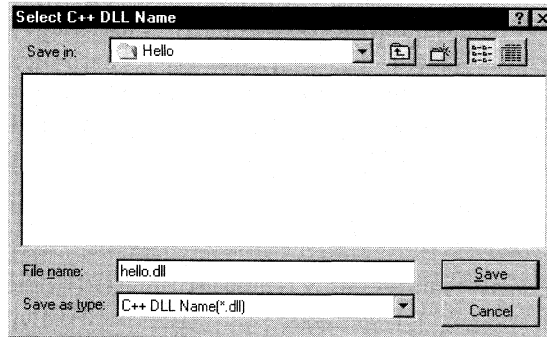 Select C++ DLL Name
Save in:
Hello
File name:
hello.dll
Save
Save as type:
C++ DLL Name(*.dll)
Cancel